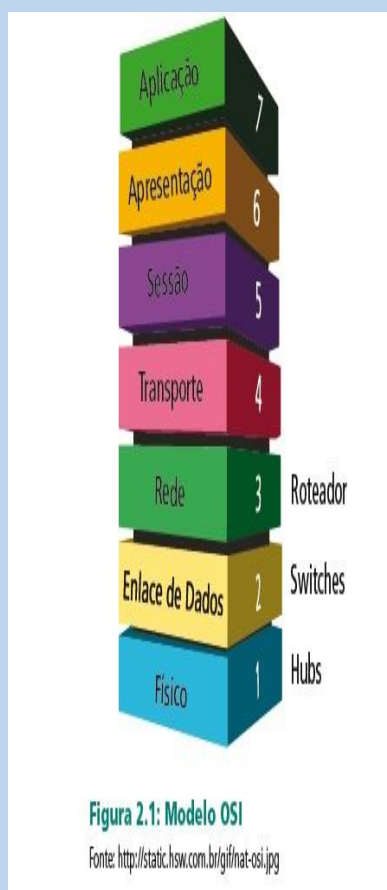 Aplicação 7
Apresentação 6
Sessão 5
Transporte 4
Rede 3 Roteador
Enlace de Dados 2 Switches
Físico 1 Hubs
Figura 2.1: Modelo OSI
Fonte: http://static.hsw.com.br/gif/nat-osi.jpg